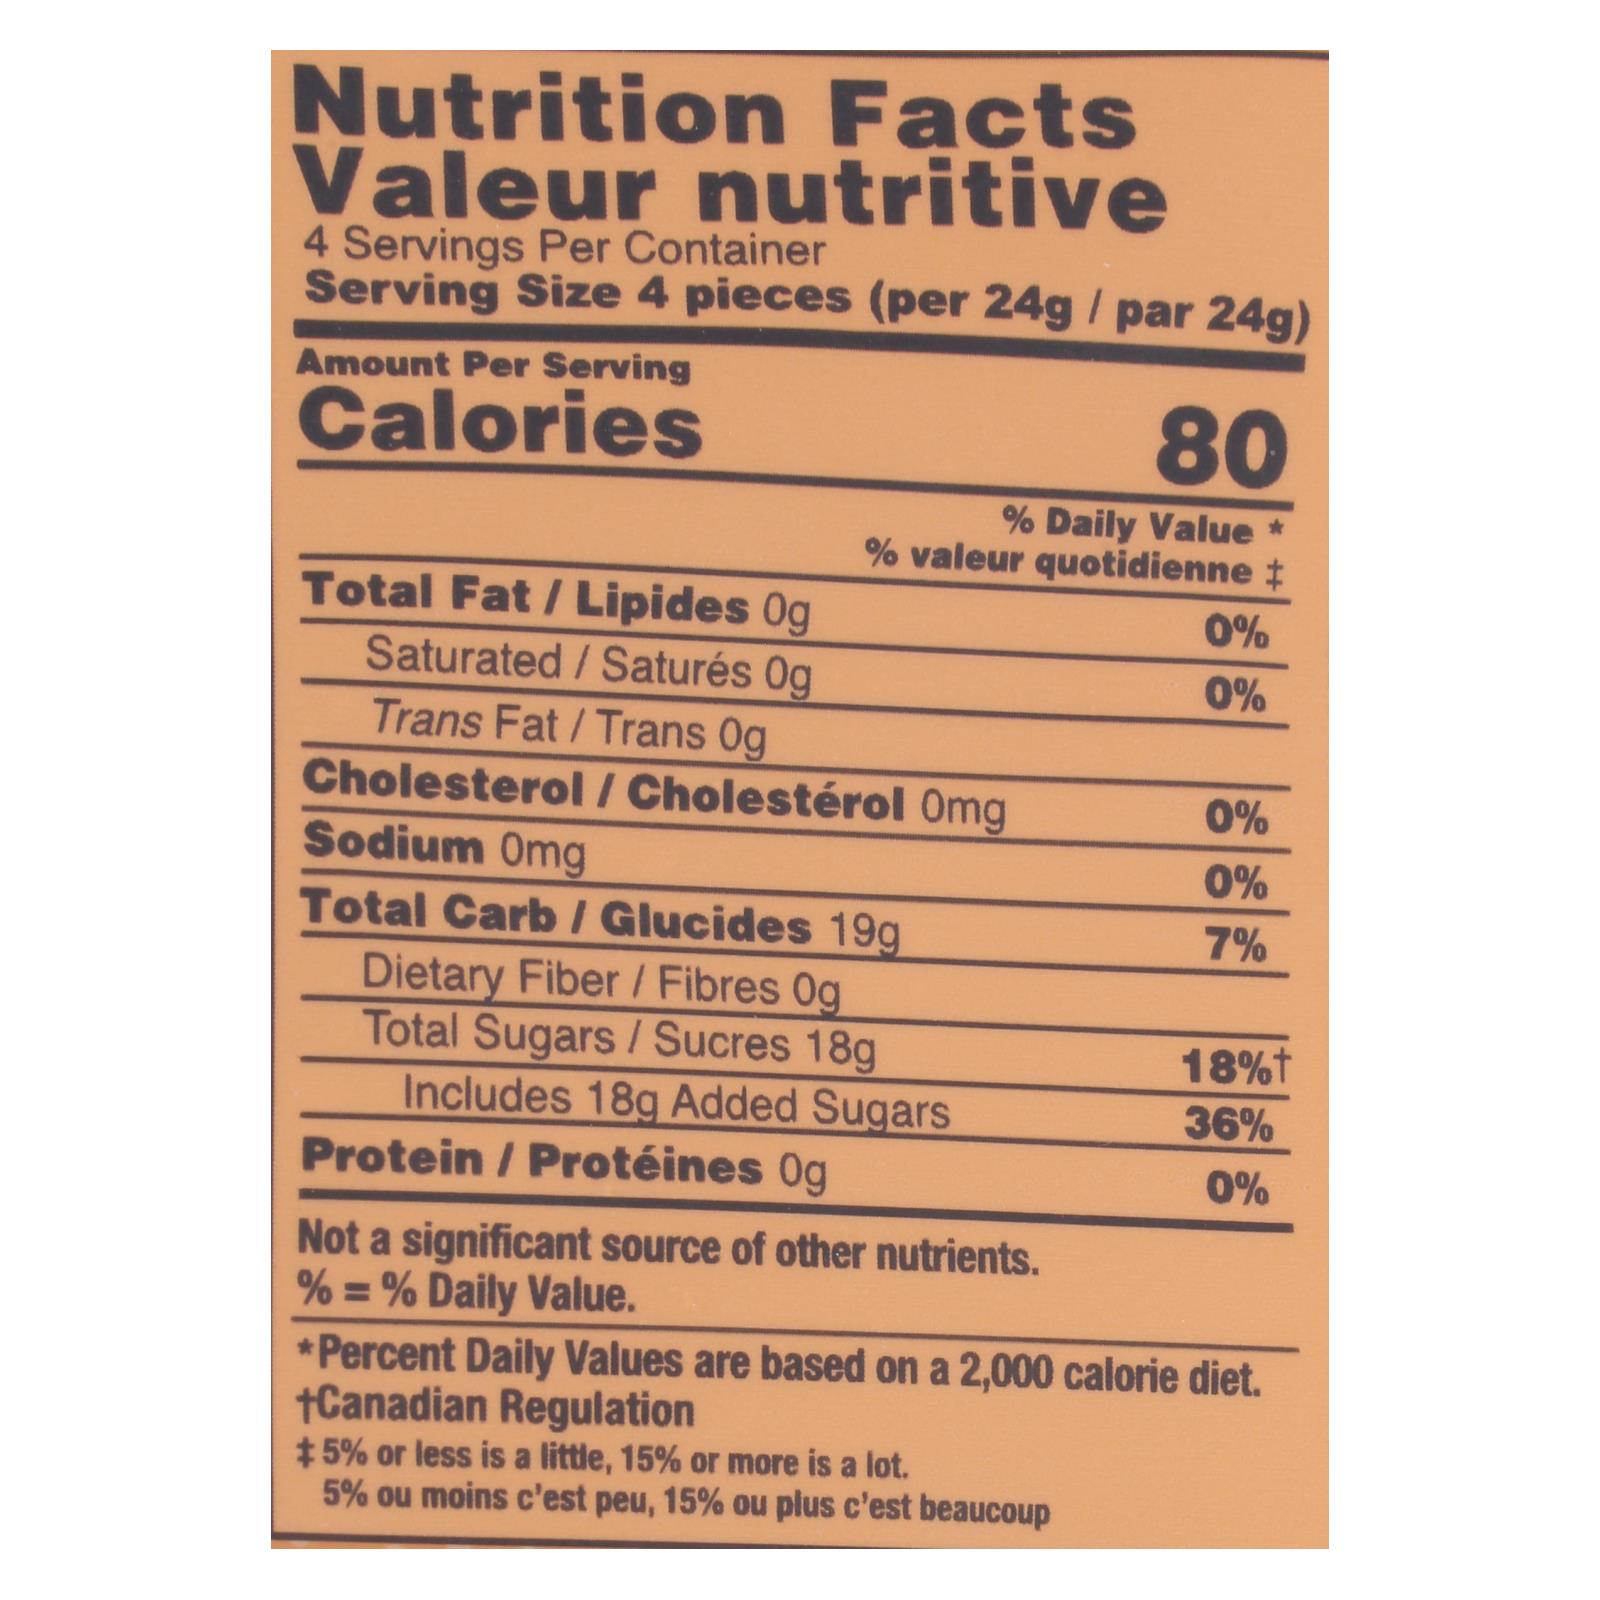 Nutrition Facts
Valeur nutritive
4 Servings Per Container
Serving Size 4 pieces (per 24g / par 24g)
Amount Per Serving
Calories 80
% Daily Value *
% valeur quotidienne ‡
Total Fat / Lipides 0g 0%
Saturated / Saturés 0g 0%
Trans Fat / Trans 0g
Cholesterol / Cholestérol 0mg 0%
Sodium 0mg 0%
Total Carb / Glucides 19g 7%
Dietary Fiber / Fibres 0g
Total Sugars / Sucres 18g 18%†
Includes 18g Added Sugars 36%
Protein / Protéines 0g 0%
Not a significant source of other nutrients.
% = % Daily Value.
*Percent Daily Values are based on a 2,000 calorie diet.
†Canadian Regulation
‡ 5% or less is a little, 15% or more is a lot.
5% ou moins c'est peu, 15% ou plus c'est beaucoup